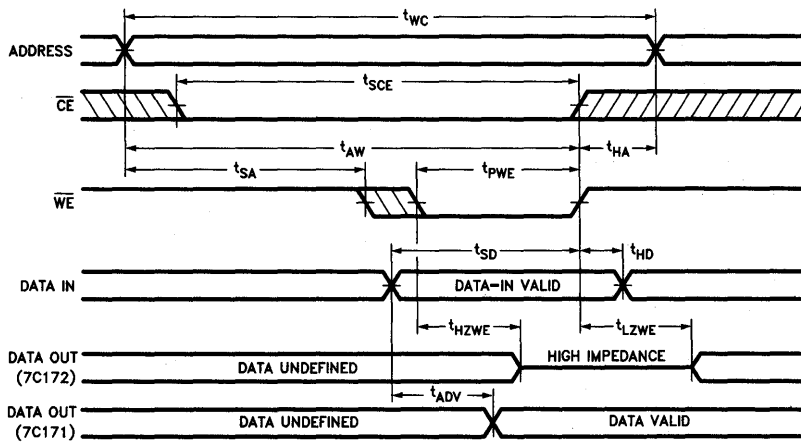 tWC
ADDRESS
tSCE
CE
tAW
tHA
tSA
tPWE
WE
tSD
tHD
DATA IN
DATA-IN VALID
tHZWE
tLZWE
DATA OUT
(7C172)
DATA UNDEFINED
HIGH IMPEDANCE
tADV
DATA OUT
(7C171)
DATA UNDEFINED
DATA VALID